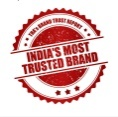 TRA'S BRAND TRUST REPORT
INDIA'S MOST
TRUSTED BRAND